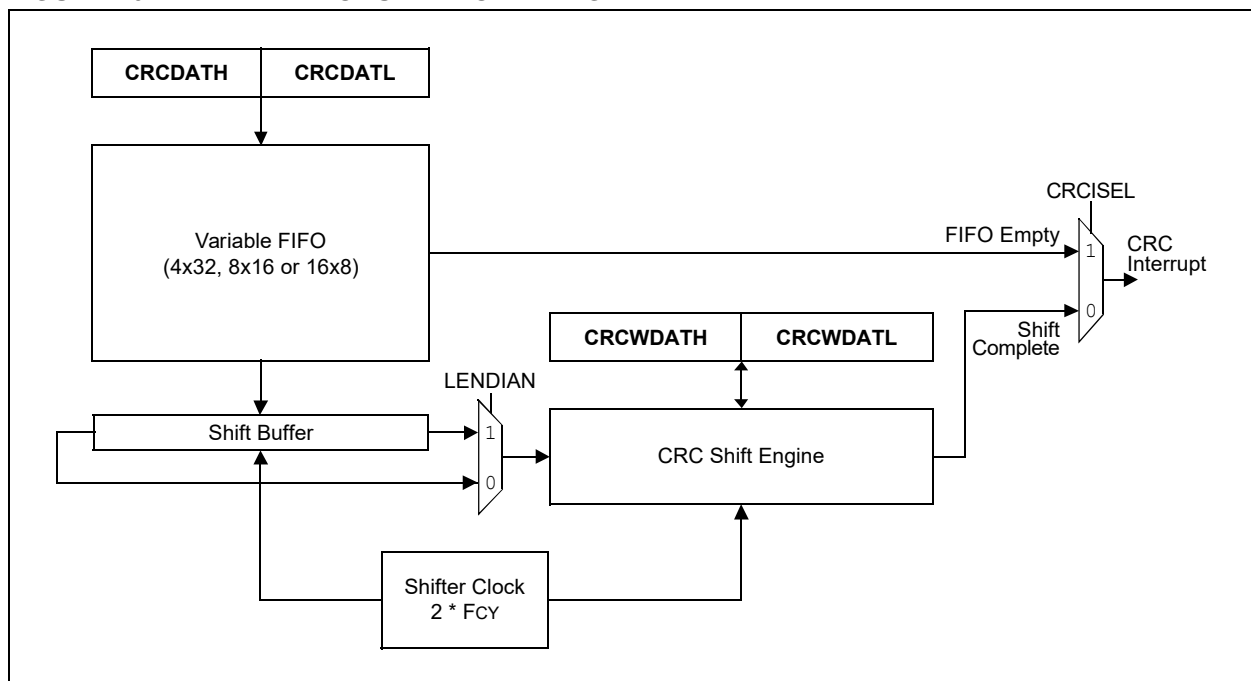 CRCDATH
CRCDATL
Variable FIFO
(4x32, 8x16 or 16x8)
CRCISEL
FIFO Empty
1
CRC
Interrupt
0
Shift
Complete
CRCWDATH
CRCWDATL
LENDIAN
Shift Buffer
1
0
CRC Shift Engine
Shifter Clock
2 * FCY